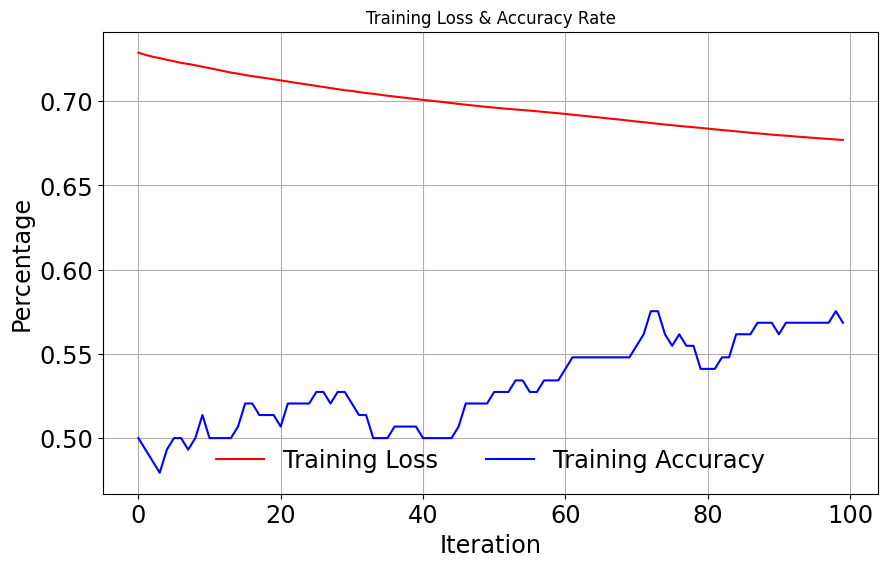 Training Loss & Accuracy Rate
0.70
0.65
0.60
0.55
0.50
Percentage
Training Loss
Training Accuracy
0 20 40 60 80 100
Iteration